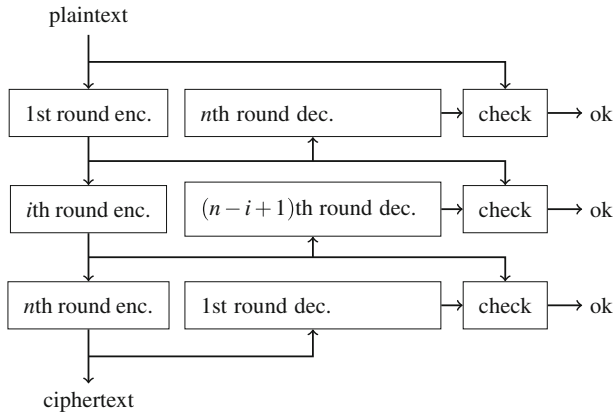 plaintext
1st round enc. nth round dec. check ok
ith round enc. (n − i + 1)th round dec. check ok
nth round enc. 1st round dec. check ok
ciphertext